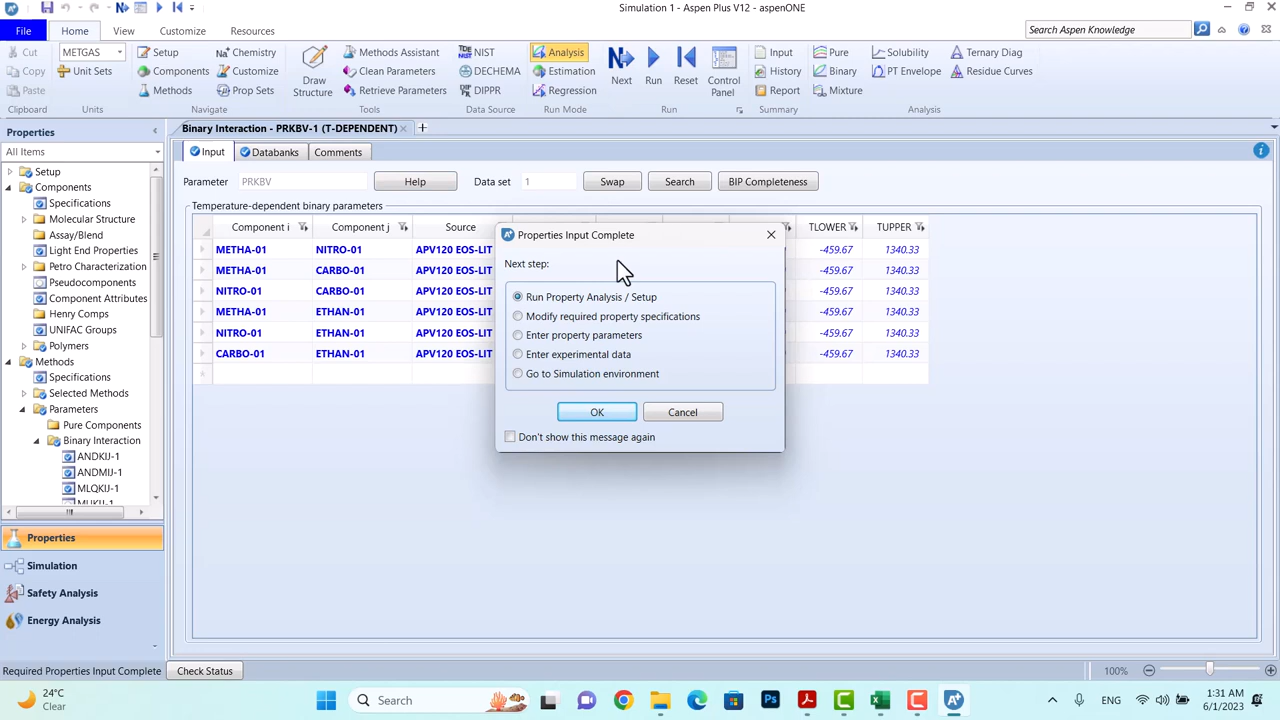 Simulation 1 - Aspen Plus V12 - aspenONE
File Home View Customize Resources Search Aspen Knowledge
Cut METGAS Setup Chemistry Methods Assistant NIST Analysis Input Pure Solubility Ternary Diag
Copy Unit Sets Components Customize Draw Structure Clean Parameters DECHEMA Estimation Next Run Reset Control Panel History Binary PT Envelope Residue Curves
Paste Methods Prop Sets Retrieve Parameters DIPPR Regression Report Mixture
Clipboard Units Navigate Tools Data Source Run Mode Run Summary Analysis
Properties
All Items
Setup
Components
Specifications
Molecular Structure
Assay/Blend
Light End Properties
Petro Characterization
Pseudocomponents
Component Attributes
Henry Comps
UNIFAC Groups
Polymers
Methods
Specifications
Selected Methods
Parameters
Pure Components
Binary Interaction
ANDKIJ-1
ANDMIJ-1
MLQKIJ-1
Properties
Simulation
Safety Analysis
Energy Analysis
Binary Interaction - PRKBV-1 (T-DEPENDENT)
Input Databanks Comments
Parameter PRKBV Help Data set 1 Swap Search BIP Completeness
Temperature-dependent binary parameters
Component i Component j Source TLOWER TUPPER
METHA-01 NITRO-01 APV120 EOS-LIT -459.67 1340.33
METHA-01 CARBO-01 APV120 EOS-LIT -459.67 1340.33
NITRO-01 CARBO-01 APV120 EOS-LIT -459.67 1340.33
METHA-01 ETHAN-01 APV120 EOS-LIT -459.67 1340.33
NITRO-01 ETHAN-01 APV120 EOS-LIT -459.67 1340.33
CARBO-01 ETHAN-01 APV120 EOS-LIT -459.67 1340.33
Properties Input Complete
Next step:
Run Property Analysis / Setup
Modify required property specifications
Enter property parameters
Enter experimental data
Go to Simulation environment
OK Cancel
Don't show this message again
Required Properties Input Complete Check Status 100%
24°C
Clear
Search
ENG
1:31 AM
6/1/2023